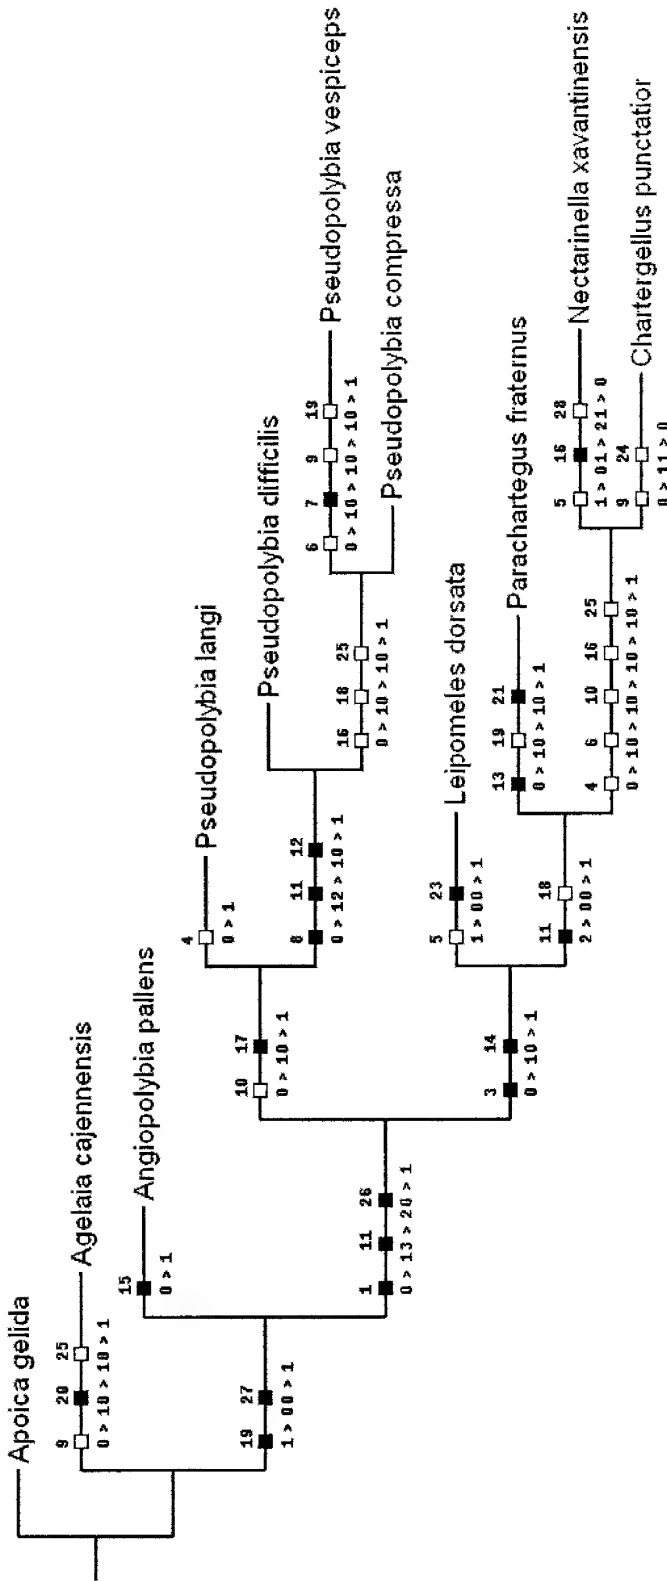 Apoica gelida
Agelaia cajennensis
9 20 25
0 > 1 0 > 1 0 > 1
Angiopolybia pallens
15
0 > 1
19 27
1 > 0 0 > 1
1 11 26
0 > 1 3 > 2 0 > 1
Pseudopolybia langi
4
0 > 1
10 17
0 > 1 0 > 1
Pseudopolybia difficilis
8 11 12
0 > 1 2 > 1 0 > 1
Pseudopolybia vespiceps
6 7 9 19
0 > 1 0 > 1 0 > 1 0 > 1
Pseudopolybia compressa
16 18 25
0 > 1 0 > 1 0 > 1
3 14
0 > 1 0 > 1
Leipomeles dorsata
5 23
1 > 0 0 > 1
11 18
2 > 0 0 > 1
Parachartegus fraternus
13 19 21
0 > 1 0 > 1 0 > 1
4 6 10 16 25
0 > 1 0 > 1 0 > 1 0 > 1 0 > 1
Nectarinella xavantinensis
5 16 28
1 > 0 1 > 2 1 > 0
Chartergellus punctatior
9 24
0 > 1 1 > 0